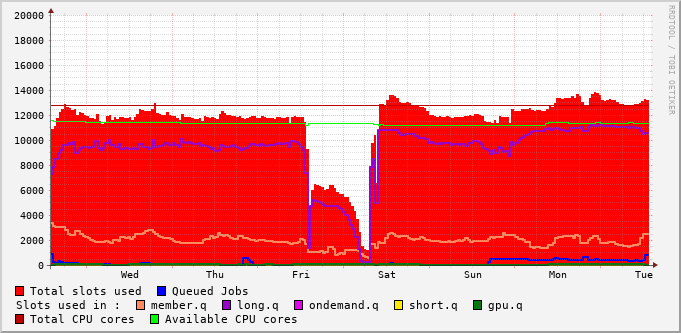 RRDTOOL / TOBI OETIKER
20000
18000
16000
14000
12000
10000
8000
6000
4000
2000
0
Wed Thu Fri Sat Sun Mon Tue
Total slots used Queued Jobs
Slots used in : member.q long.q ondemand.q short.q gpu.q
Total CPU cores Available CPU cores